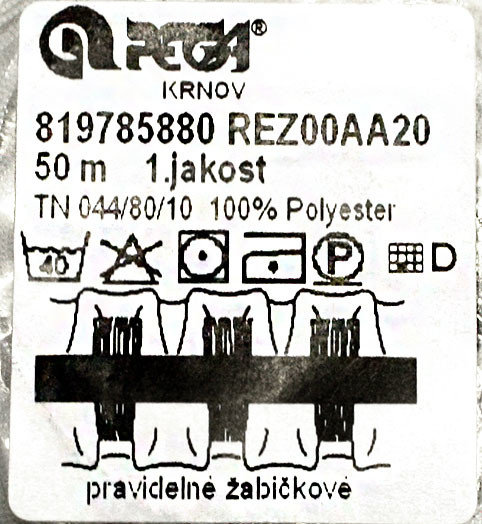 PEGA®
KRNOV
819785880 REZ00AA20
50 m 1.jakost
TN 044/80/10 100% Polyester
40 A P D
pravidelné žabičkové